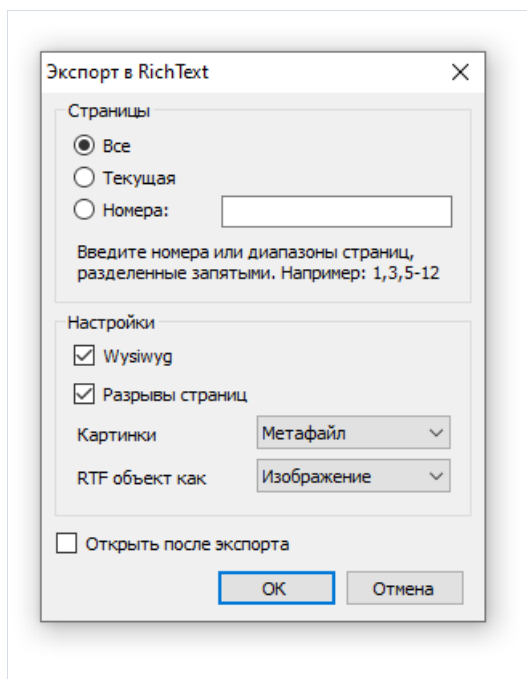 Экспорт в RichText
Страницы
Все
Текущая
Номера:
Введите номера или диапазоны страниц,
разделенные запятыми. Например: 1,3,5-12
Настройки
Wysiwyg
Разрывы страниц
Картинки Метафайл
RTF объект как Изображение
Открыть после экспорта
ОК Отмена